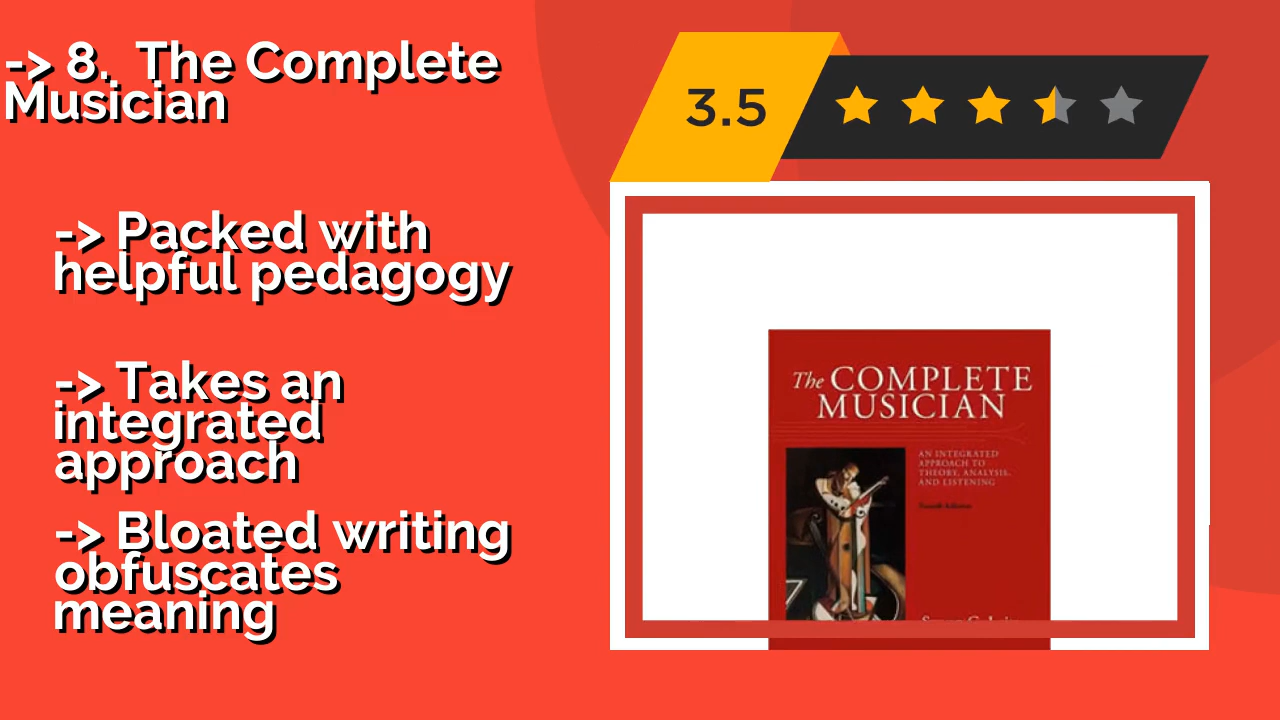 -> 8.  The Complete
Musician
-> Packed with
helpful pedagogy
-> Takes an
integrated
approach
-> Bloated writing
obfuscates
meaning
3.5
The COMPLETE
MUSICIAN
AN INTEGRATED
APPROACH TO
THEORY, ANALYSIS,
AND LISTENING